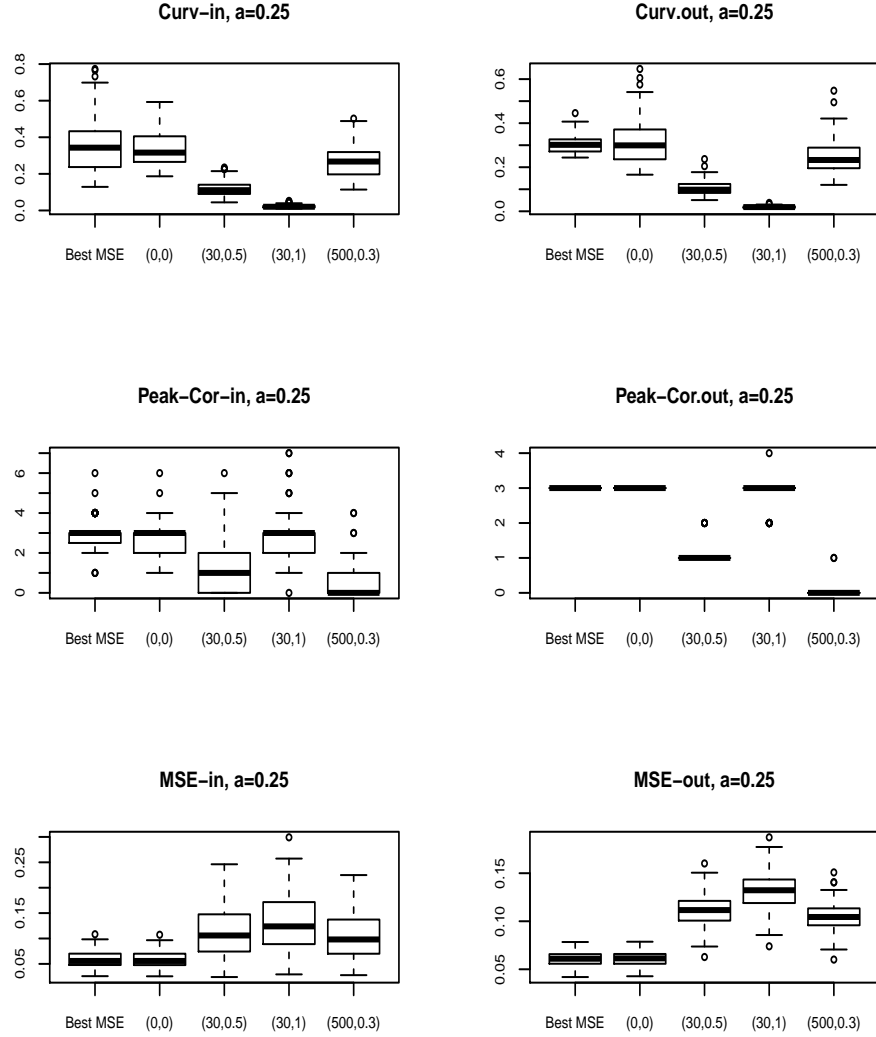 Curv−in, a=0.25
0.0 0.2 0.4 0.6 0.8
Best MSE (0,0) (30,0.5) (30,1) (500,0.3)
Curv.out, a=0.25
0.0 0.2 0.4 0.6
Best MSE (0,0) (30,0.5) (30,1) (500,0.3)
Peak−Cor−in, a=0.25
0 2 4 6
Best MSE (0,0) (30,0.5) (30,1) (500,0.3)
Peak−Cor.out, a=0.25
0 1 2 3 4
Best MSE (0,0) (30,0.5) (30,1) (500,0.3)
MSE−in, a=0.25
0.05 0.15 0.25
Best MSE (0,0) (30,0.5) (30,1) (500,0.3)
MSE−out, a=0.25
0.05 0.10 0.15
Best MSE (0,0) (30,0.5) (30,1) (500,0.3)